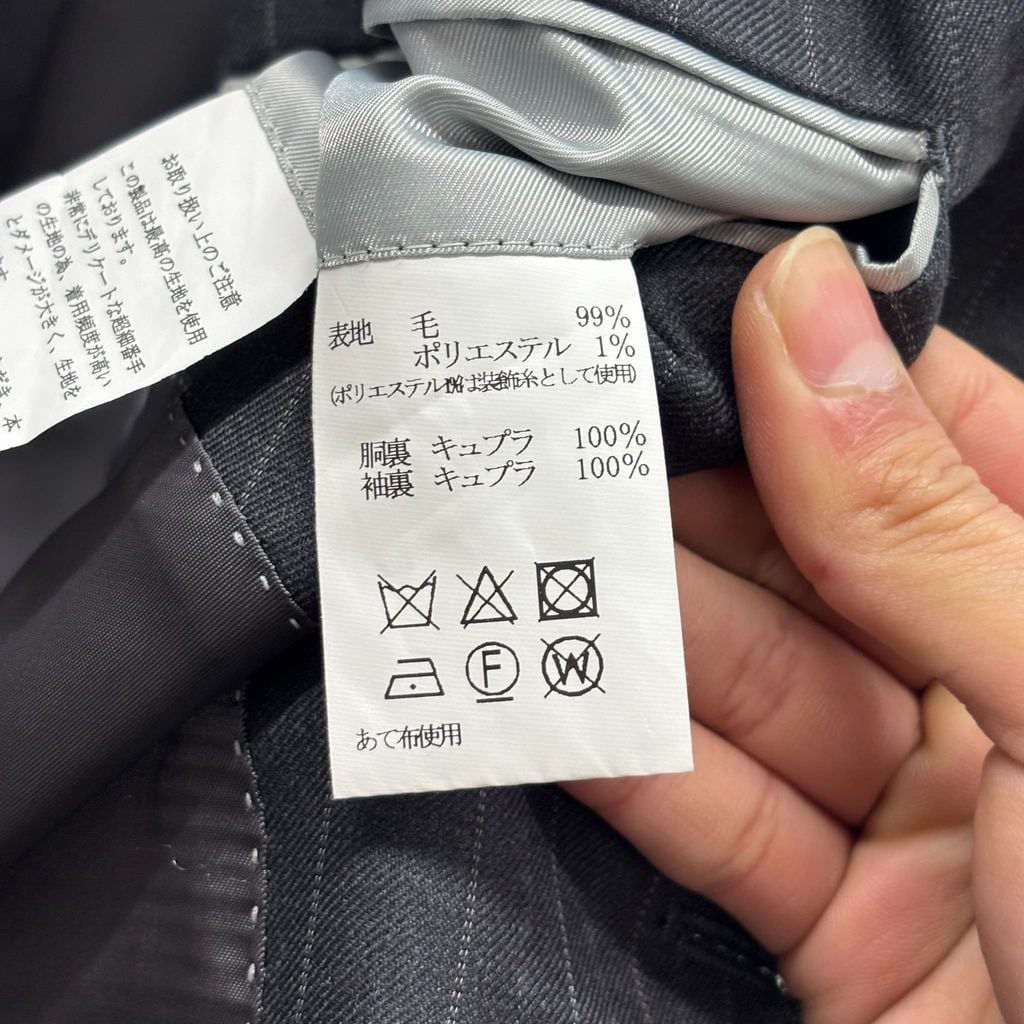 お取り扱い上のご注意
この製品は最高の生地を使用
しております。
非常にデリケートな超細番手
の生地の為、着用頻度が高い
とダメージが大きく、生地を
表地 毛 99%
ポリエステル 1%
(ポリエステル1%は装飾糸として使用)
胴裏 キュプラ 100%
袖裏 キュプラ 100%
F W
あて布使用